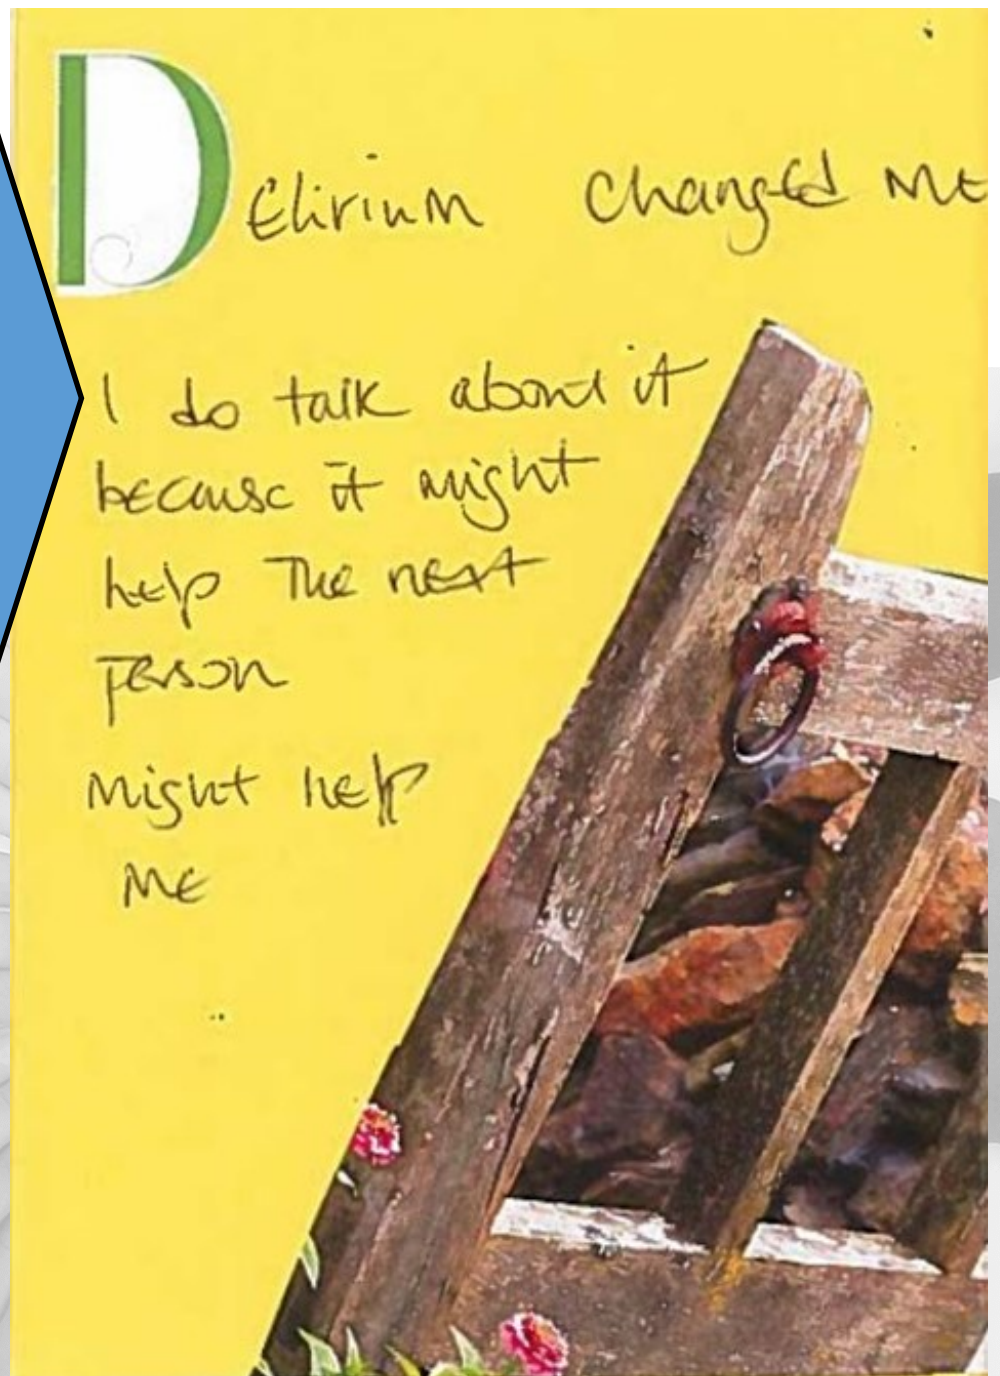 Delirium changed me
I do talk about it
because it might
help The next
person
might help
me